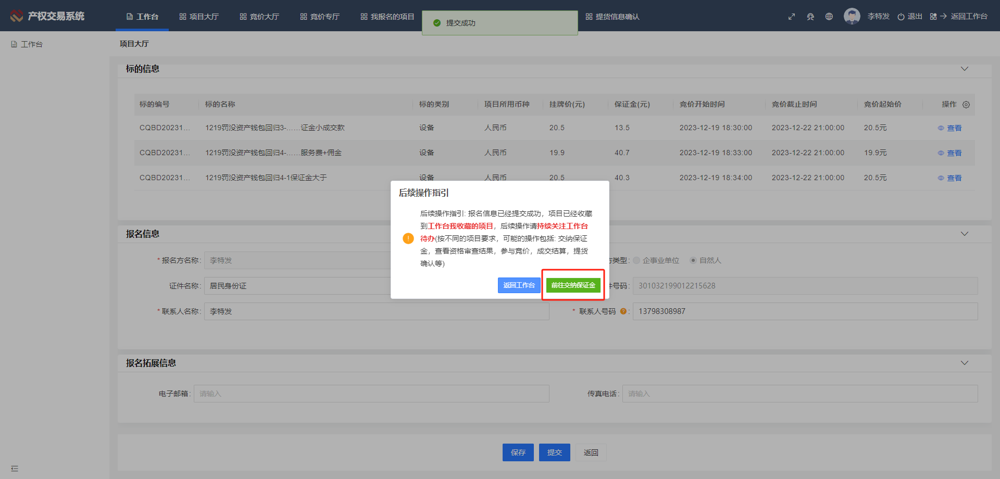 产权交易系统
工作台
项目大厅
竞价大厅
竞价专厅
我报名的项目
提交成功
提货信息确认
李特发
退出
返回工作台
工作台
项目大厅
标的信息
标的编号 标的名称 标的类别 项目所用币种 挂牌价(元) 保证金(元) 竞价开始时间 竞价截止时间 竞价起始价 操作
CQBD20231... 1219罚没资产钱包回归3-……证金小成交款 设备 人民币 20.5 13.5 2023-12-19 18:30:00 2023-12-22 21:00:00 20.5元 查看
CQBD20231... 1219罚没资产钱包回归4-……服务费+佣金 设备 人民币 19.9 40.7 2023-12-19 18:33:00 2023-12-22 21:00:00 19.9元 查看
CQBD20231... 1219罚没资产钱包回归4-1保证金大于 设备 人民币 20.5 40.3 2023-12-19 18:34:00 2023-12-22 21:00:00 20.5元 查看
后续操作指引
后续操作指引: 报名信息已经提交成功，项目已经收藏
到工作台我收藏的项目，后续操作请持续关注工作台
待办(按不同的项目要求，可能的操作包括: 交纳保证
金，查看资格审查结果，参与竞价，成交结算，提货
确认等)
返回工作台
前往交纳保证金
报名信息
* 报名方名称: 李特发
方类型: 企事业单位 自然人
证件名称: 居民身份证
件号码: 301032199012215628
* 联系人名称: 李特发
* 联系人号码 : 13798308987
报名拓展信息
电子邮箱: 请输入
传真电话: 请输入
保存
提交
返回